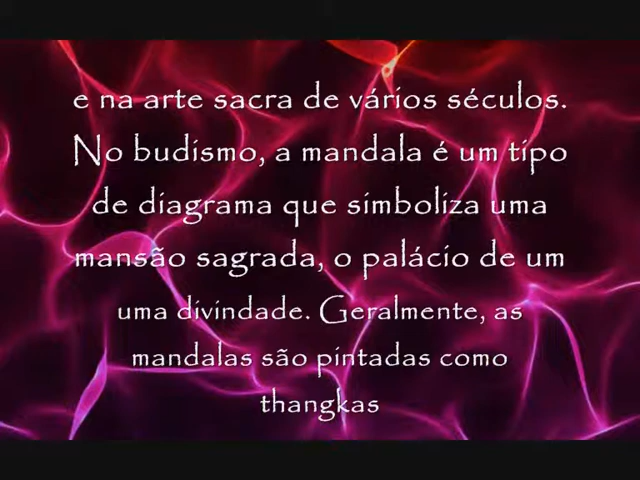 e na arte sacra de vários séculos.
No budismo, a mandala é um tipo
de diagrama que simboliza uma
mansão sagrada, o palácio de um
uma divindade. Geralmente, as
mandalas são pintadas como
thangkas